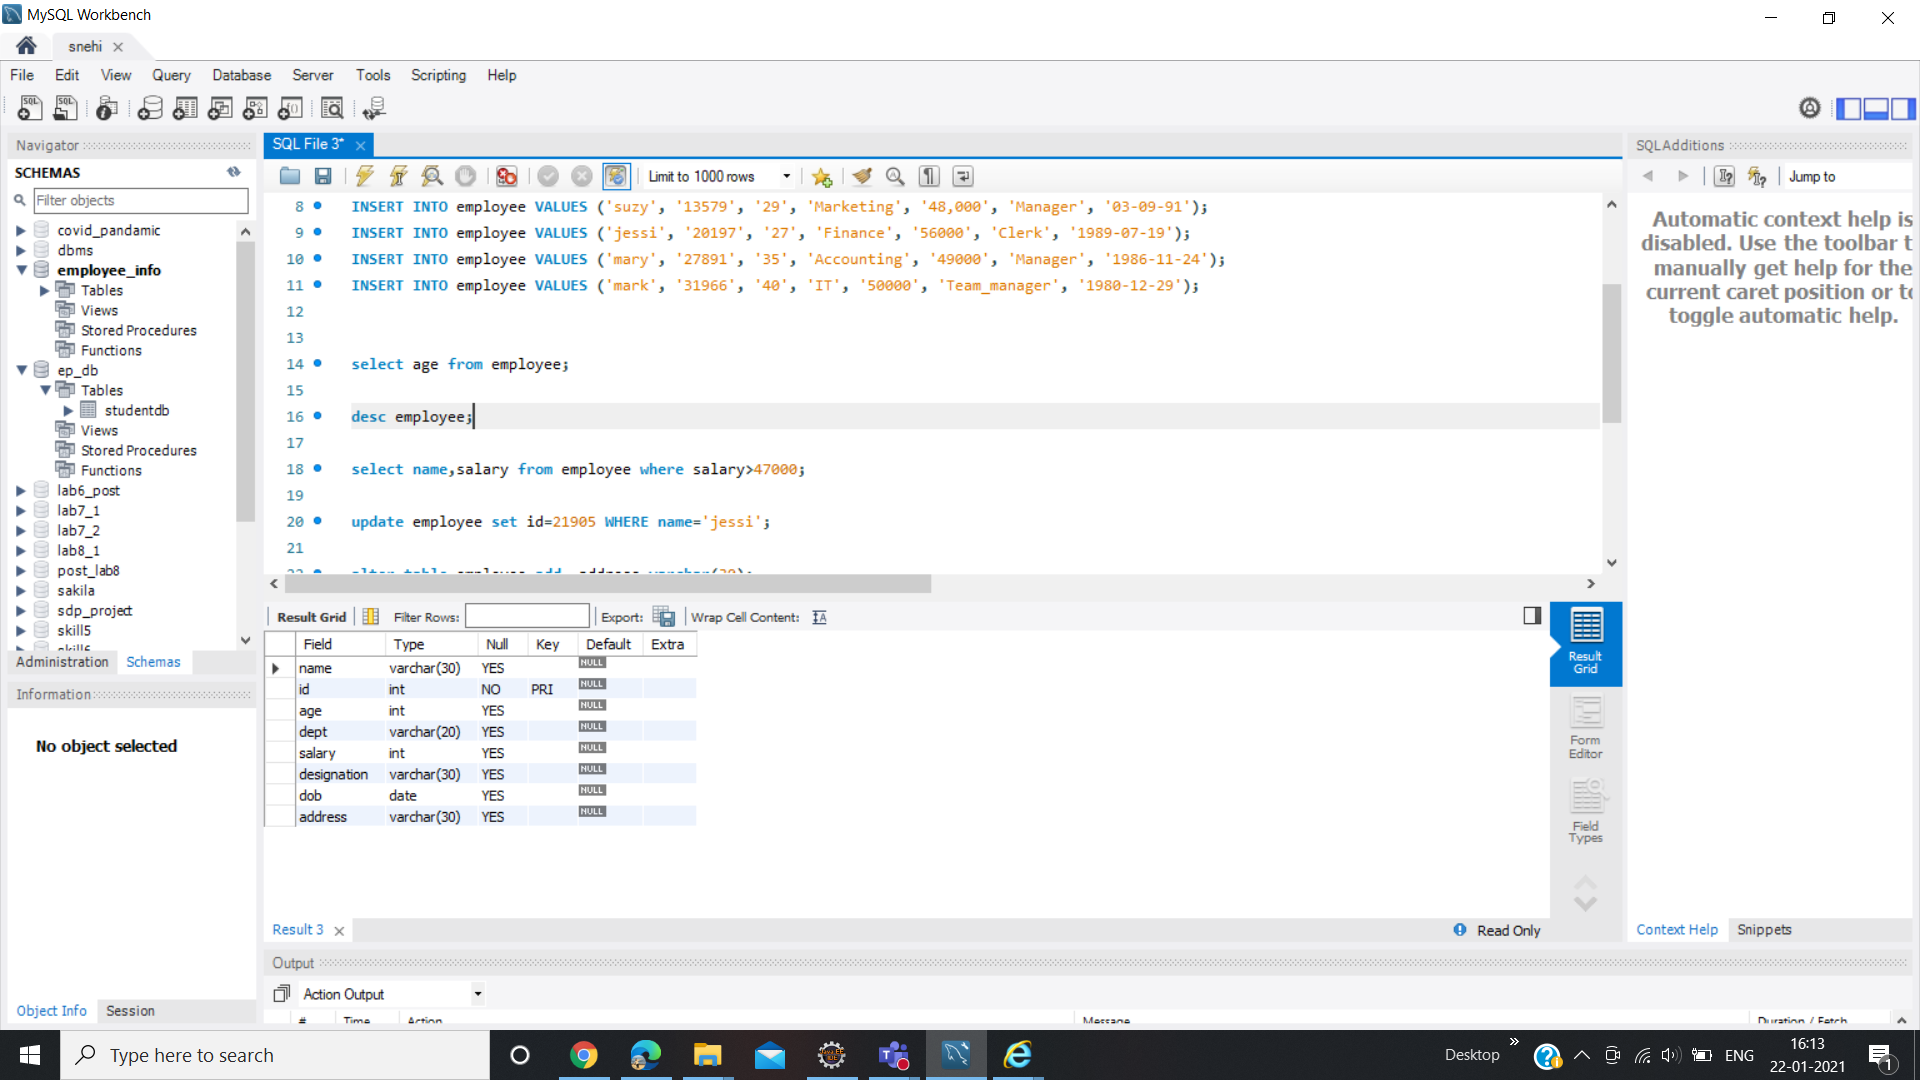 MySQL Workbench
snehi
File Edit View Query Database Server Tools Scripting Help
Navigator
SCHEMAS
Filter objects
covid_pandamic
dbms
employee_info
Tables
Views
Stored Procedures
Functions
ep_db
Tables
studentdb
Views
Stored Procedures
Functions
lab6_post
lab7_1
lab7_2
lab8_1
post_lab8
sakila
sdp_project
skill5
skill6
Administration Schemas
Information
No object selected
Object Info Session
SQL File 3*
Limit to 1000 rows
8 INSERT INTO employee VALUES ('suzy', '13579', '29', 'Marketing', '48,000', 'Manager', '03-09-91');
9 INSERT INTO employee VALUES ('jessi', '20197', '27', 'Finance', '56000', 'Clerk', '1989-07-19');
10 INSERT INTO employee VALUES ('mary', '27891', '35', 'Accounting', '49000', 'Manager', '1986-11-24');
11 INSERT INTO employee VALUES ('mark', '31966', '40', 'IT', '50000', 'Team_manager', '1980-12-29');
12
13
14 select age from employee;
15
16 desc employee;
17
18 select name,salary from employee where salary>47000;
19
20 update employee set id=21905 WHERE name='jessi';
21
22 alter table employee add address varchar(30);
Result Grid Filter Rows: Export: Wrap Cell Content:
Field Type Null Key Default Extra
name varchar(30) YES NULL
id int NO PRI NULL
age int YES NULL
dept varchar(20) YES NULL
salary int YES NULL
designation varchar(30) YES NULL
dob date YES NULL
address varchar(30) YES NULL
Result
Grid
Form
Editor
Field
Types
Result 3
Read Only
Output
Action Output
# Time Action Message Duration / Fetch
SQLAdditions
Jump to
Automatic context help is
disabled. Use the toolbar t
manually get help for the
current caret position or to
toggle automatic help.
Context Help Snippets
Type here to search
Desktop
ENG
16:13
22-01-2021
1